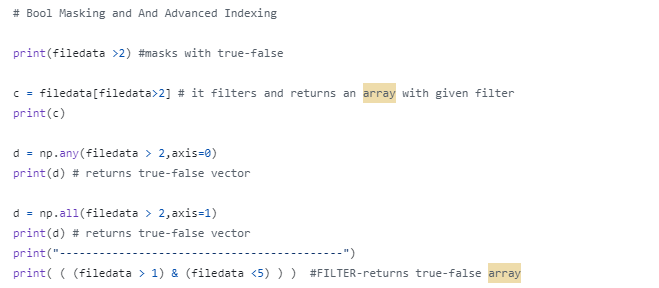 # Bool Masking and And Advanced Indexing
print(filedata >2) #masks with true-false
c = filedata[filedata>2] # it filters and returns an array with given filter
print(c)
d = np.any(filedata > 2,axis=0)
print(d) # returns true-false vector
d = np.all(filedata > 2,axis=1)
print(d) # returns true-false vector
print("-------------------------------------------")
print( ( (filedata > 1) & (filedata <5) ) )  #FILTER-returns true-false array